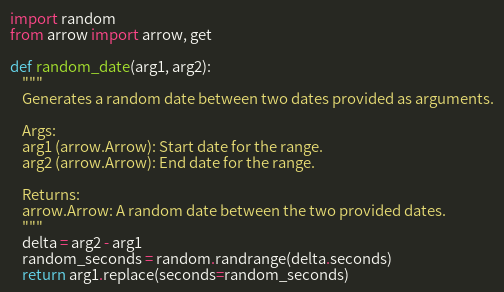 import random
from arrow import arrow, get
def random_date(arg1, arg2):
"""
Generates a random date between two dates provided as arguments.
Args:
arg1 (arrow.Arrow): Start date for the range.
arg2 (arrow.Arrow): End date for the range.
Returns:
arrow.Arrow: A random date between the two provided dates.
"""
delta = arg2 - arg1
random_seconds = random.randrange(delta.seconds)
return arg1.replace(seconds=random_seconds)